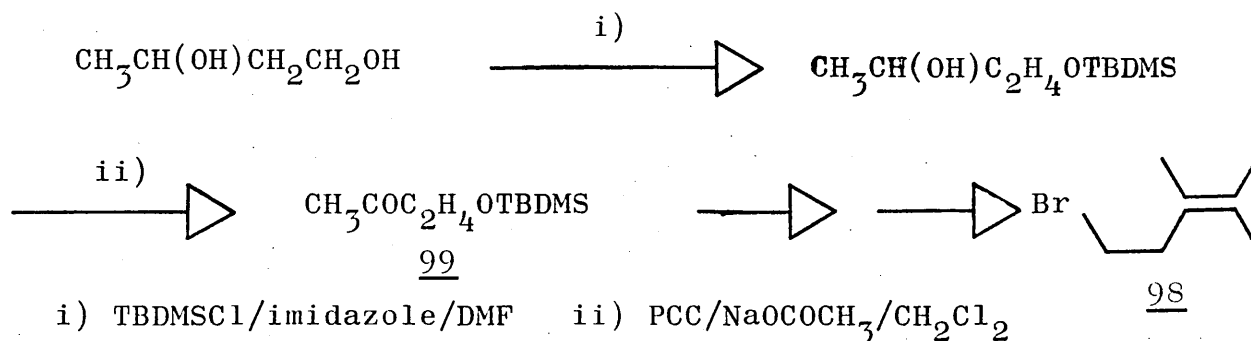 i)
CH₃CH(OH)CH₂CH₂OH CH₃CH(OH)C₂H₄OTBDMS
ii)
CH₃COC₂H₄OTBDMS Br
99 98
i) TBDMSCl/imidazole/DMF ii) PCC/NaOCOCH₃/CH₂Cl₂